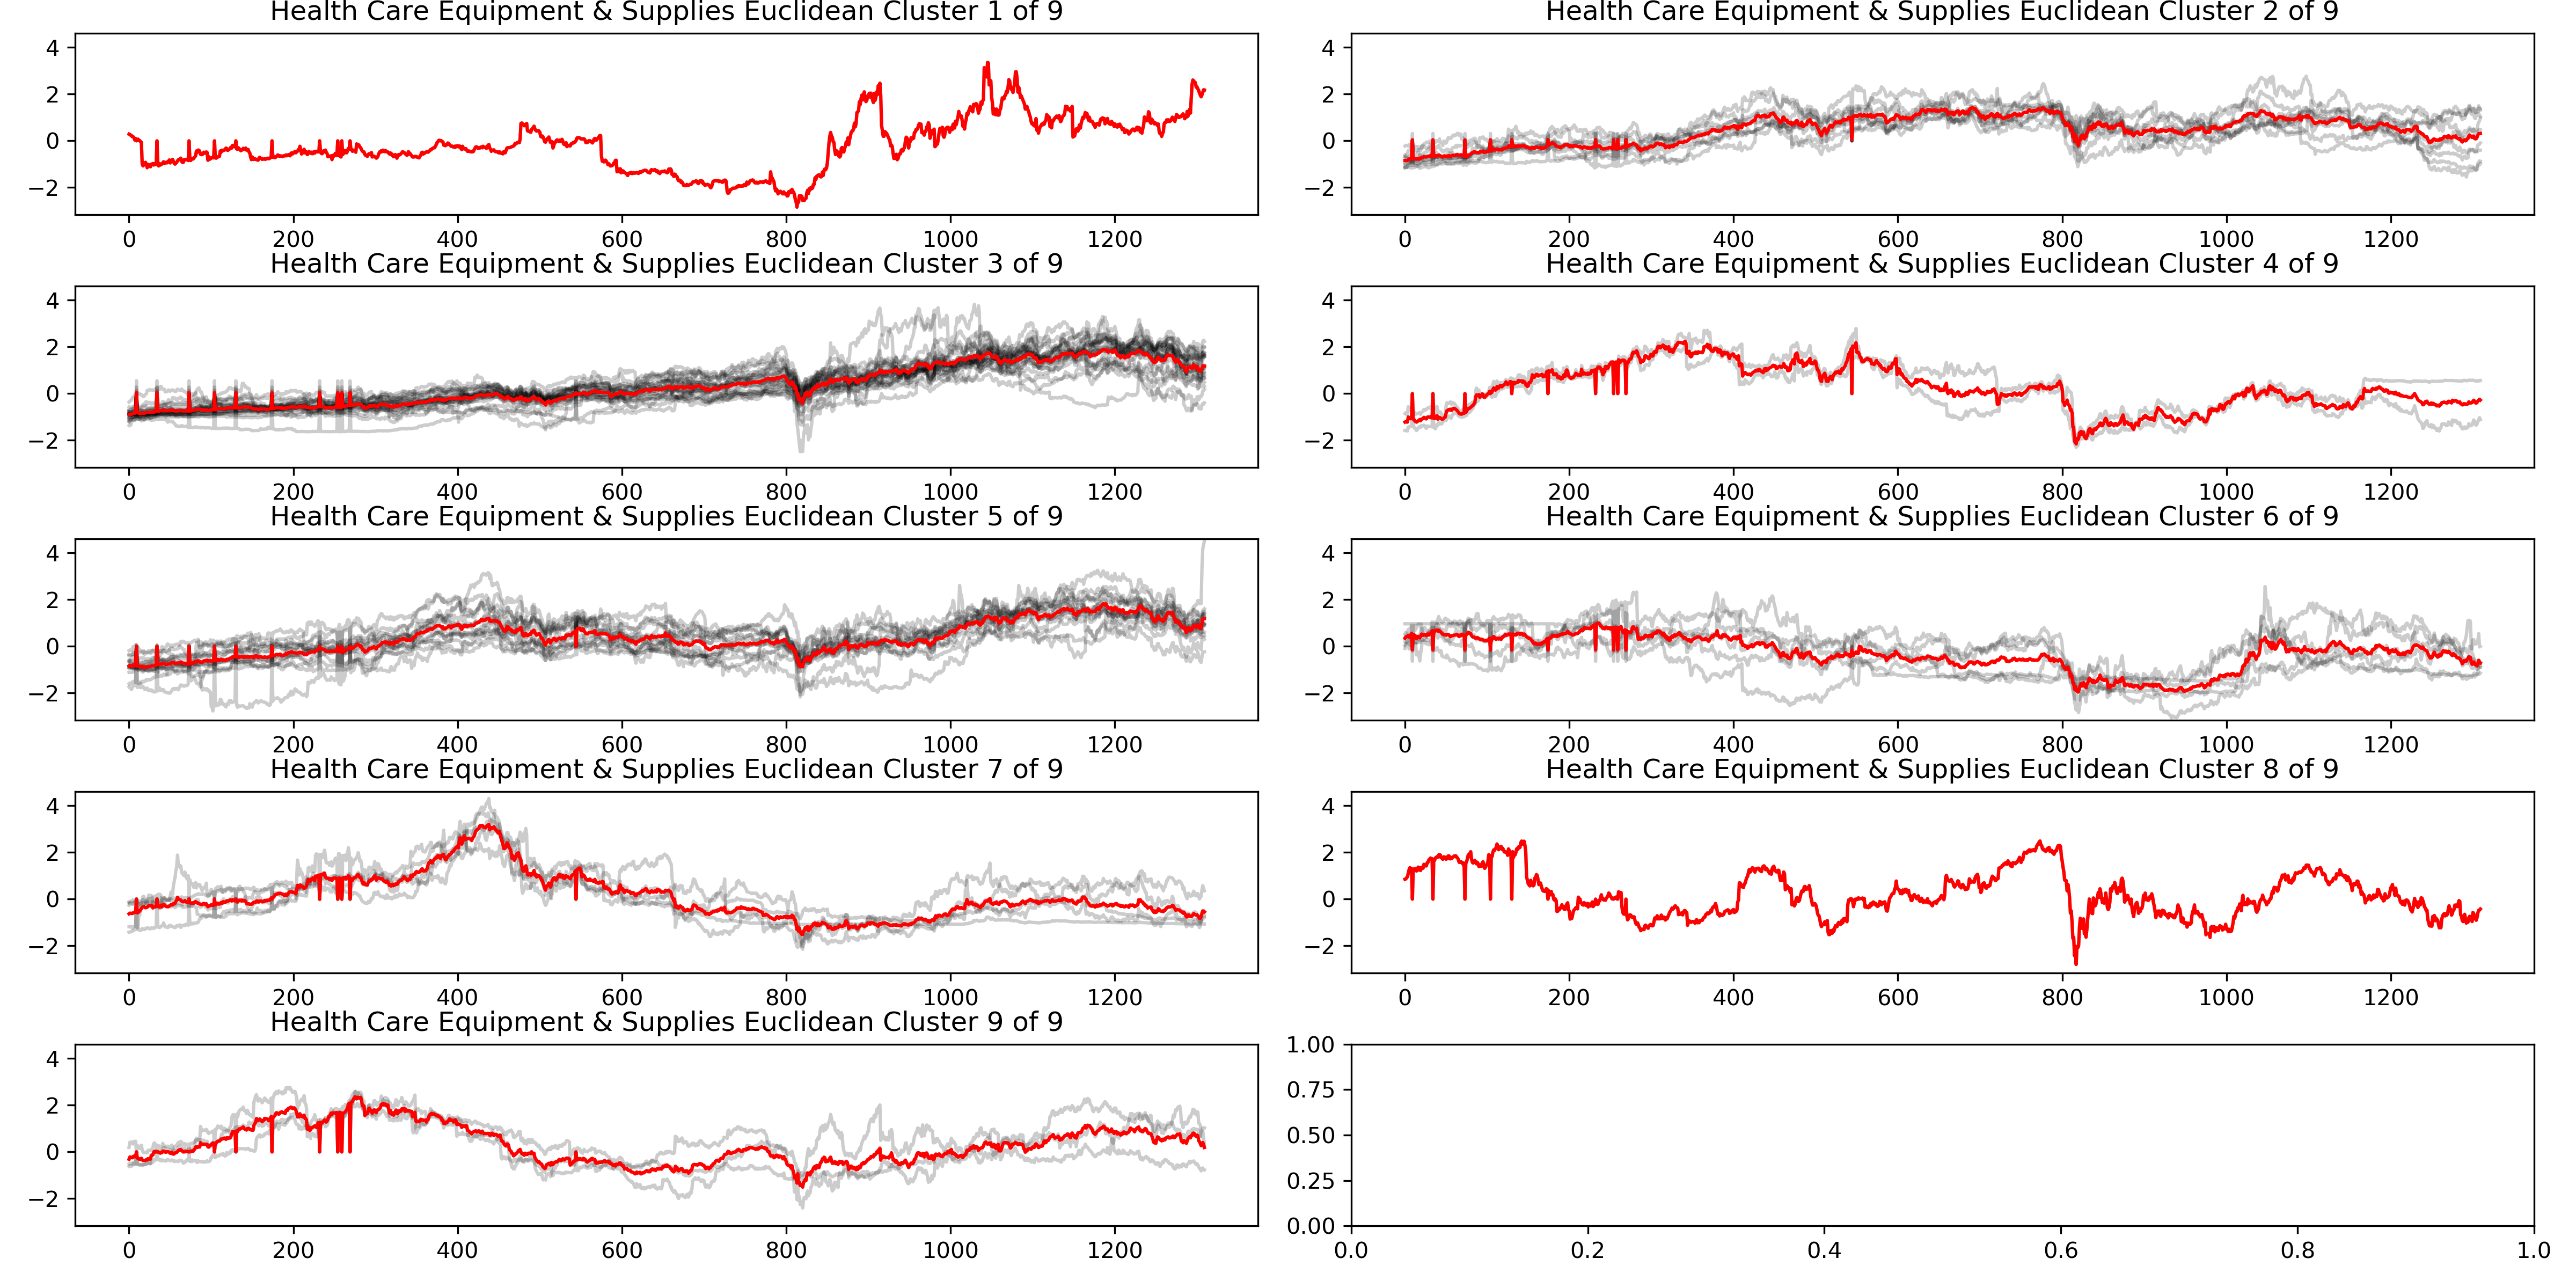 Health Care Equipment & Supplies Euclidean Cluster 1 of 9
4
2
0
−2
0 200 400 600 800 1000 1200
Health Care Equipment & Supplies Euclidean Cluster 2 of 9
4
2
0
−2
0 200 400 600 800 1000 1200
Health Care Equipment & Supplies Euclidean Cluster 3 of 9
4
2
0
−2
0 200 400 600 800 1000 1200
Health Care Equipment & Supplies Euclidean Cluster 4 of 9
4
2
0
−2
0 200 400 600 800 1000 1200
Health Care Equipment & Supplies Euclidean Cluster 5 of 9
4
2
0
−2
0 200 400 600 800 1000 1200
Health Care Equipment & Supplies Euclidean Cluster 6 of 9
4
2
0
−2
0 200 400 600 800 1000 1200
Health Care Equipment & Supplies Euclidean Cluster 7 of 9
4
2
0
−2
0 200 400 600 800 1000 1200
Health Care Equipment & Supplies Euclidean Cluster 8 of 9
4
2
0
−2
0 200 400 600 800 1000 1200
Health Care Equipment & Supplies Euclidean Cluster 9 of 9
4
2
0
−2
0 200 400 600 800 1000 1200
1.00
0.75
0.50
0.25
0.00
0.0 0.2 0.4 0.6 0.8 1.0